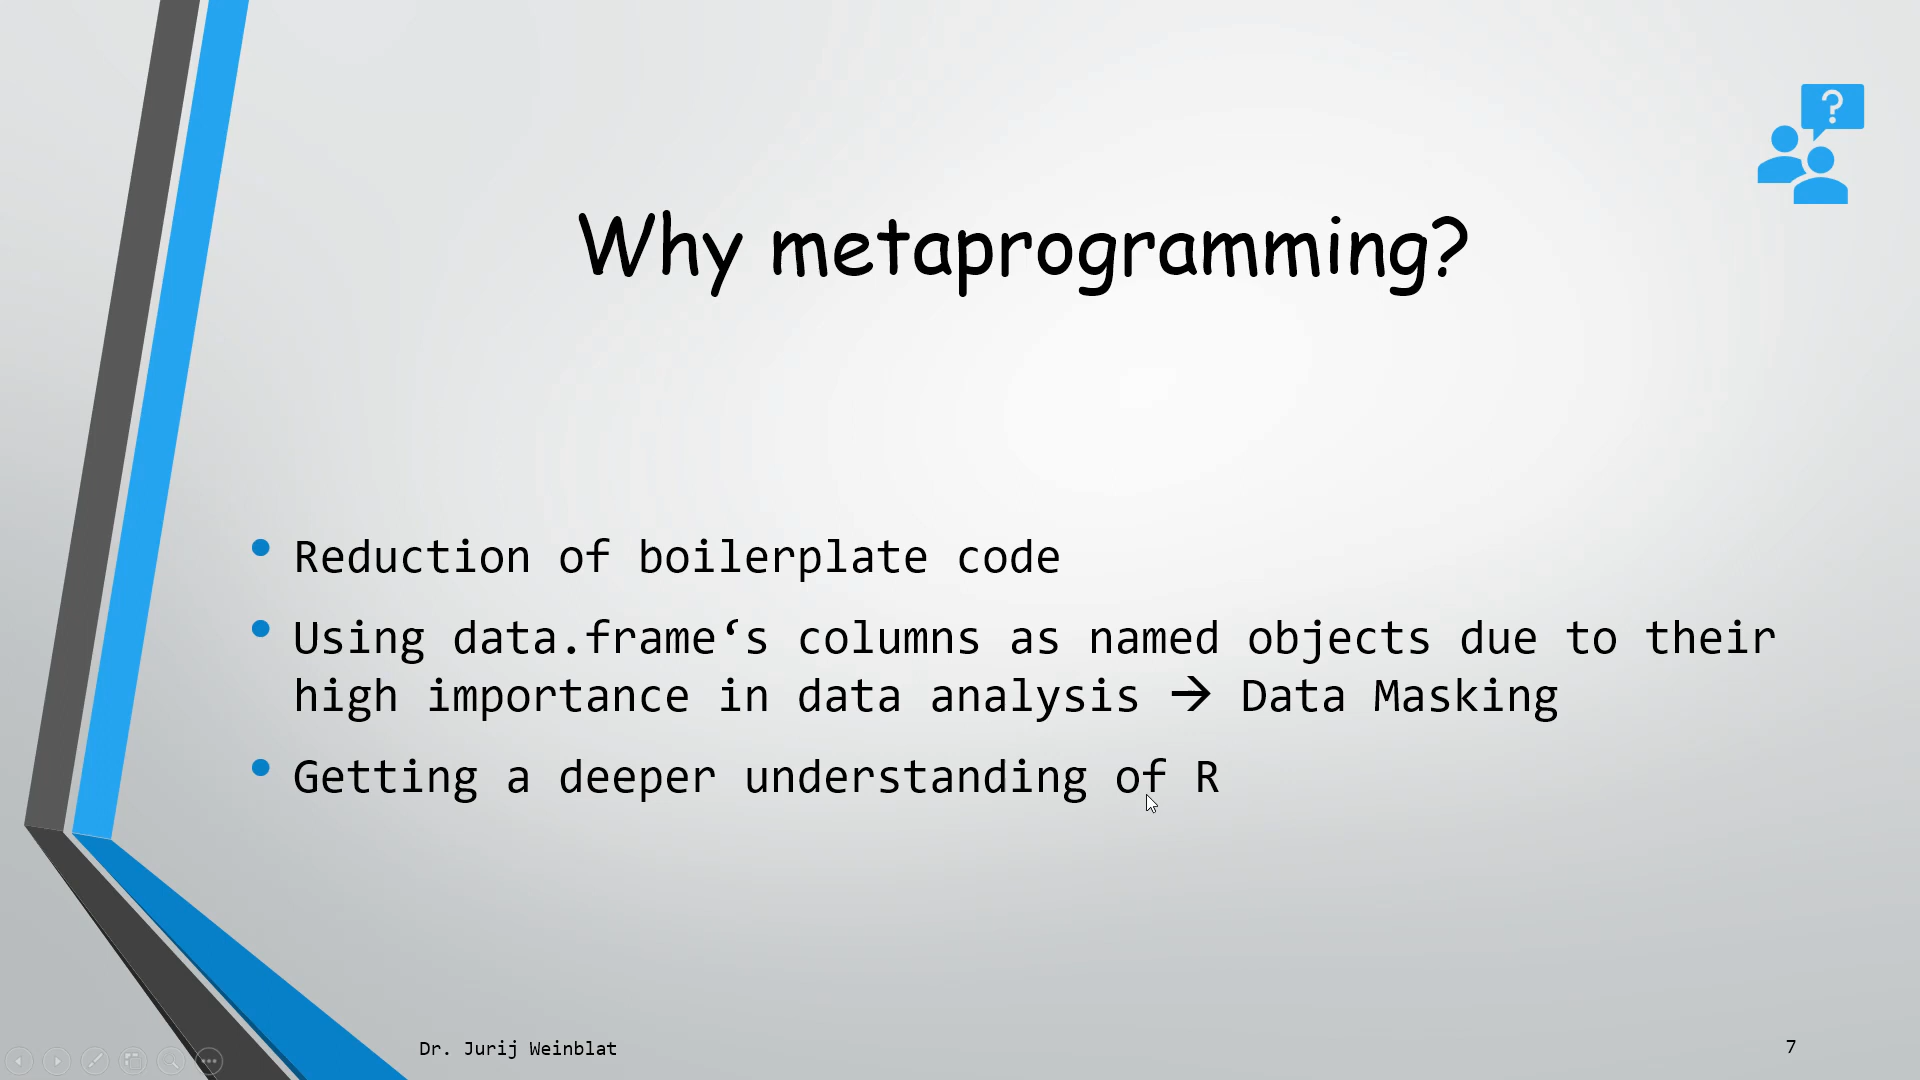 ?
Why metaprogramming?
• Reduction of boilerplate code
• Using data.frame‘s columns as named objects due to their
high importance in data analysis → Data Masking
• Getting a deeper understanding of R
Dr. Jurij Weinblat
7